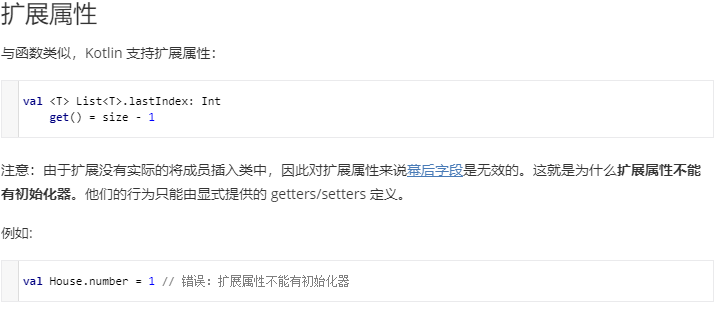 扩展属性
与函数类似，Kotlin 支持扩展属性：
val <T> List<T>.lastIndex: Int
    get() = size - 1
注意：由于扩展没有实际的将成员插入类中，因此对扩展属性来说幕后字段是无效的。这就是为什么扩展属性不能
有初始化器。他们的行为只能由显式提供的 getters/setters 定义。
例如:
val House.number = 1 // 错误：扩展属性不能有初始化器